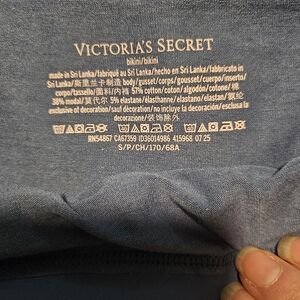 VICTORIA'S SECRET
bikini/bikini
made in Sri Lanka/fabriqué au Sri Lanka/hecho en Sri Lanka/fabricado in
Sri Lanka/斯里兰卡制造 body/gusset/corps/gousset/cuerpo/inserto/
corpo/tassello/面料/内裆 57% cotton/coton/algodón/cotone/棉
38% modal/莫代尔 5% elastane/élasthanne/elastano/elastan/氨纶
exclusive of decoration/sauf décoration/no incluye la decoración/esclusa la
decorazione/装饰除外
RN54867 CA67359 ID36014986 415968 07 25
S/P/CH/170/68A